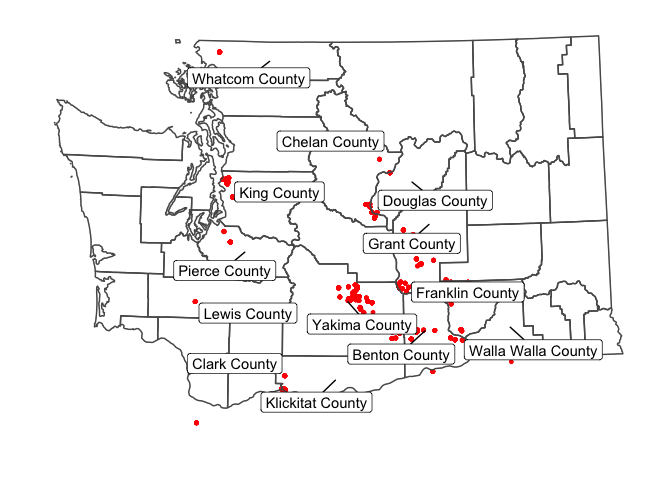 Whatcom County
Chelan County
King County
Douglas County
Grant County
Pierce County
Franklin County
Lewis County
Yakima County
Walla Walla County
Benton County
Clark County
Klickitat County